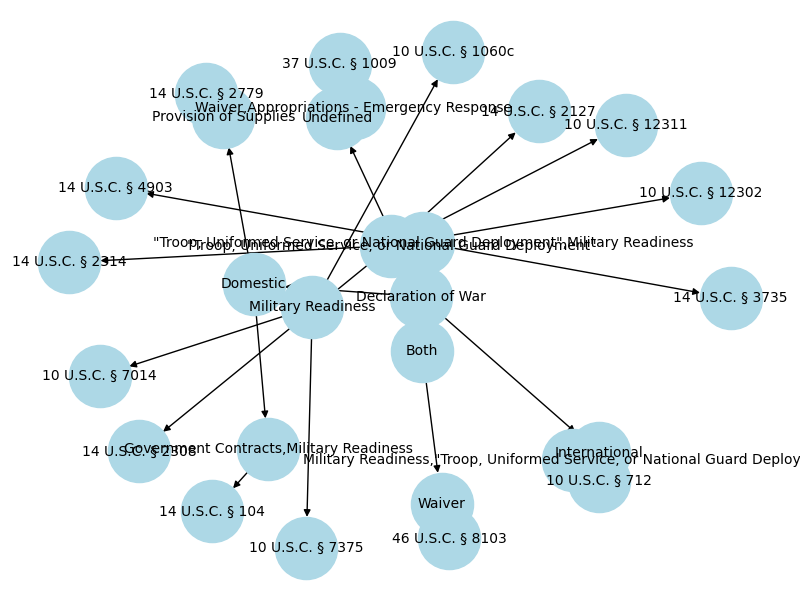 10 U.S.C. § 1060c
37 U.S.C. § 1009
14 U.S.C. § 2779
Waiver,Appropriations - Emergency Response
14 U.S.C. § 2127
Provision of Supplies
Undefined
10 U.S.C. § 12311
14 U.S.C. § 4903
10 U.S.C. § 12302
"Troop, Uniformed Service, or National Guard Deployment",Military Readiness
"Troop, Uniformed Service, or National Guard Deployment"
14 U.S.C. § 2314
Domestic
Declaration of War
14 U.S.C. § 3735
Military Readiness
Both
10 U.S.C. § 7014
Government Contracts,Military Readiness
14 U.S.C. § 2308
International
Military Readiness,"Troop, Uniformed Service, or National Guard Deploy
10 U.S.C. § 712
Waiver
14 U.S.C. § 104
46 U.S.C. § 8103
10 U.S.C. § 7375